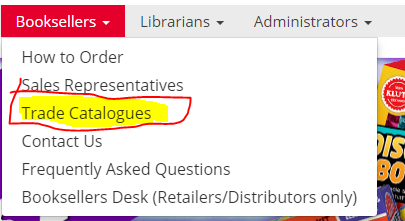 Booksellers Librarians Administrators
How to Order
Sales Representatives
Trade Catalogues
Contact Us
Frequently Asked Questions
Booksellers Desk (Retailers/Distributors only)
KLUTZ